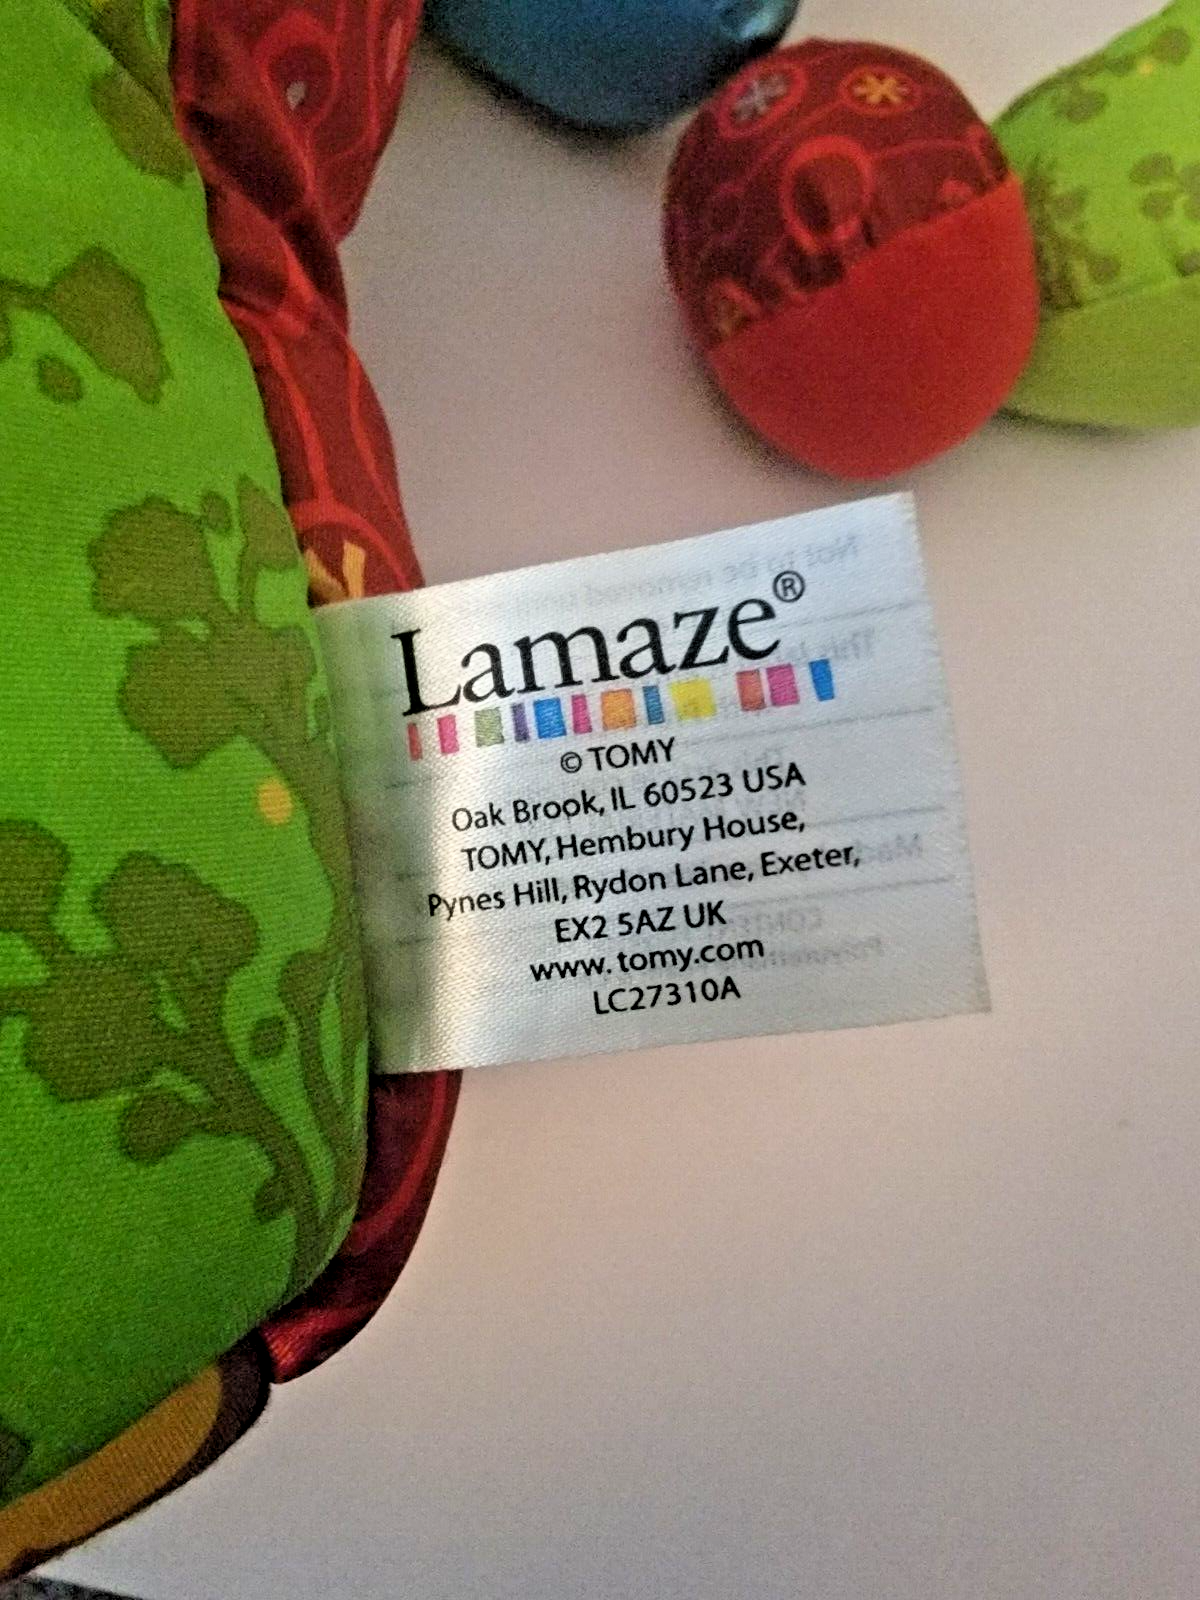 Lamaze®
© TOMY
Oak Brook, IL 60523 USA
TOMY, Hembury House,
Pynes Hill, Rydon Lane, Exeter,
EX2 5AZ UK
www.tomy.com
LC27310A